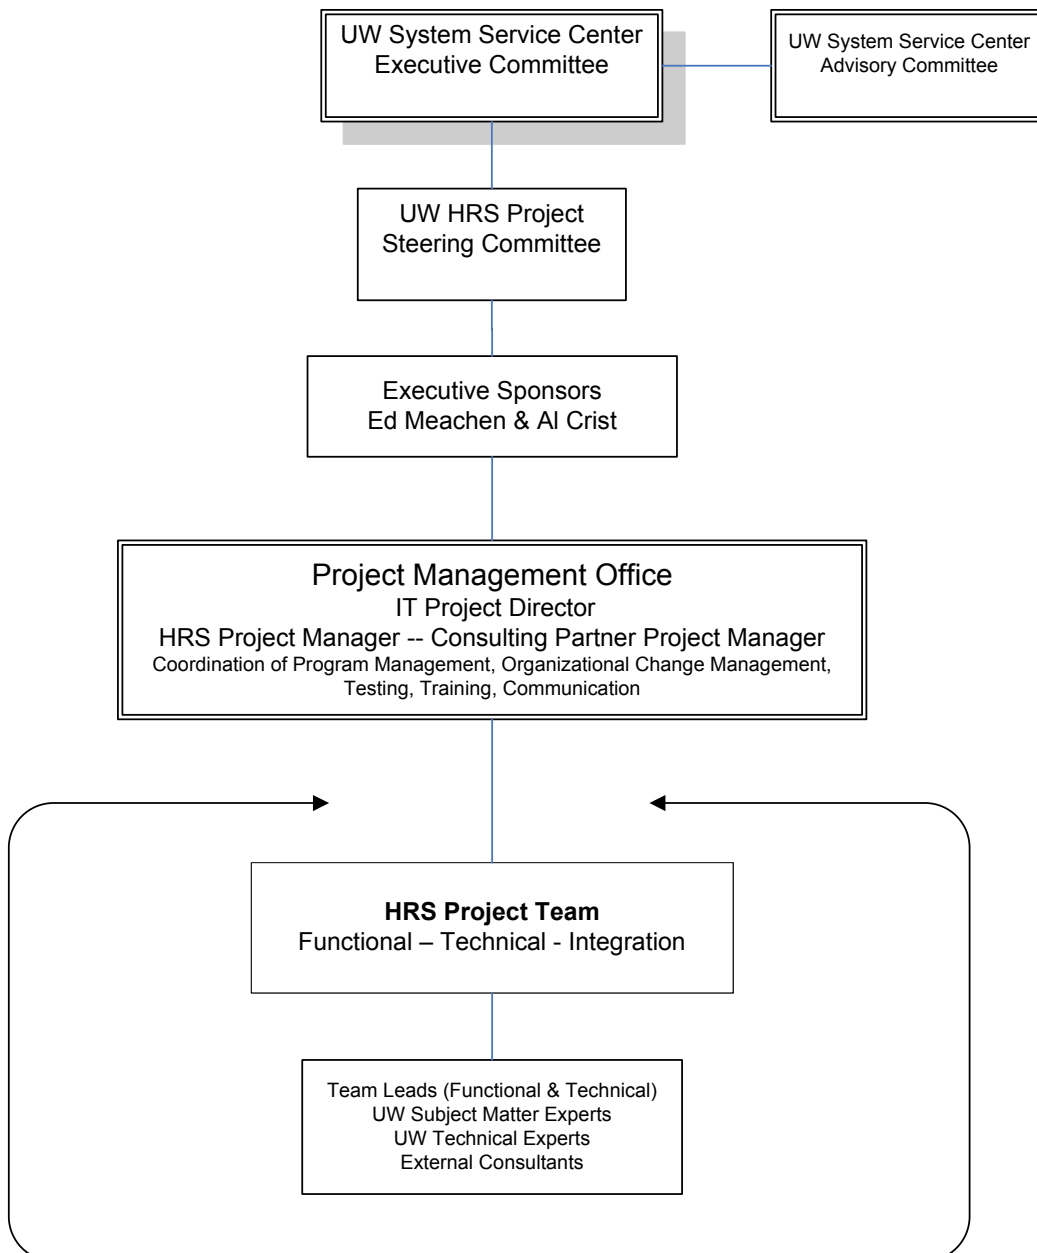 UW System Service Center
Executive Committee
UW System Service Center
Advisory Committee
UW HRS Project
Steering Committee
Executive Sponsors
Ed Meachen & Al Crist
Project Management Office
IT Project Director
HRS Project Manager -- Consulting Partner Project Manager
Coordination of Program Management, Organizational Change Management,
Testing, Training, Communication
HRS Project Team
Functional – Technical - Integration
Team Leads (Functional & Technical)
UW Subject Matter Experts
UW Technical Experts
External Consultants